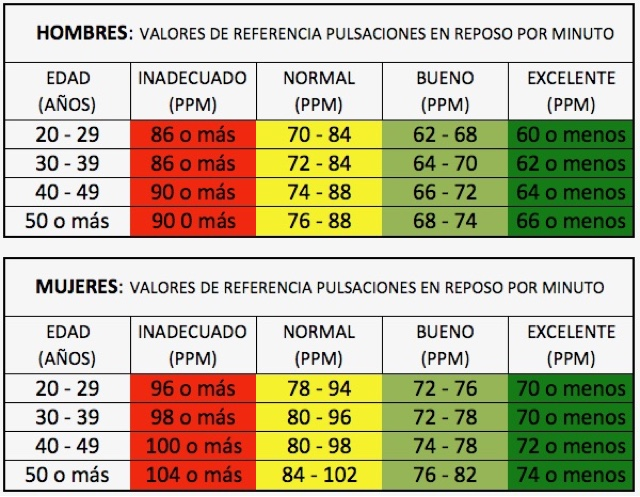 HOMBRES: VALORES DE REFERENCIA PULSACIONES EN REPOSO POR MINUTO
EDAD INADECUADO NORMAL BUENO EXCELENTE
(AÑOS) (PPM) (PPM) (PPM) (PPM)
20 - 29 86 o más 70 - 84 62 - 68 60 o menos
30 - 39 86 o más 72 - 84 64 - 70 62 o menos
40 - 49 90 o más 74 - 88 66 - 72 64 o menos
50 o más 90 0 más 76 - 88 68 - 74 66 o menos
MUJERES: VALORES DE REFERENCIA PULSACIONES EN REPOSO POR MINUTO
EDAD INADECUADO NORMAL BUENO EXCELENTE
(AÑOS) (PPM) (PPM) (PPM) (PPM)
20 - 29 96 o más 78 - 94 72 - 76 70 o menos
30 - 39 98 o más 80 - 96 72 - 78 70 o menos
40 - 49 100 o más 80 - 98 74 - 78 72 o menos
50 o más 104 o más 84 - 102 76 - 82 74 o menos